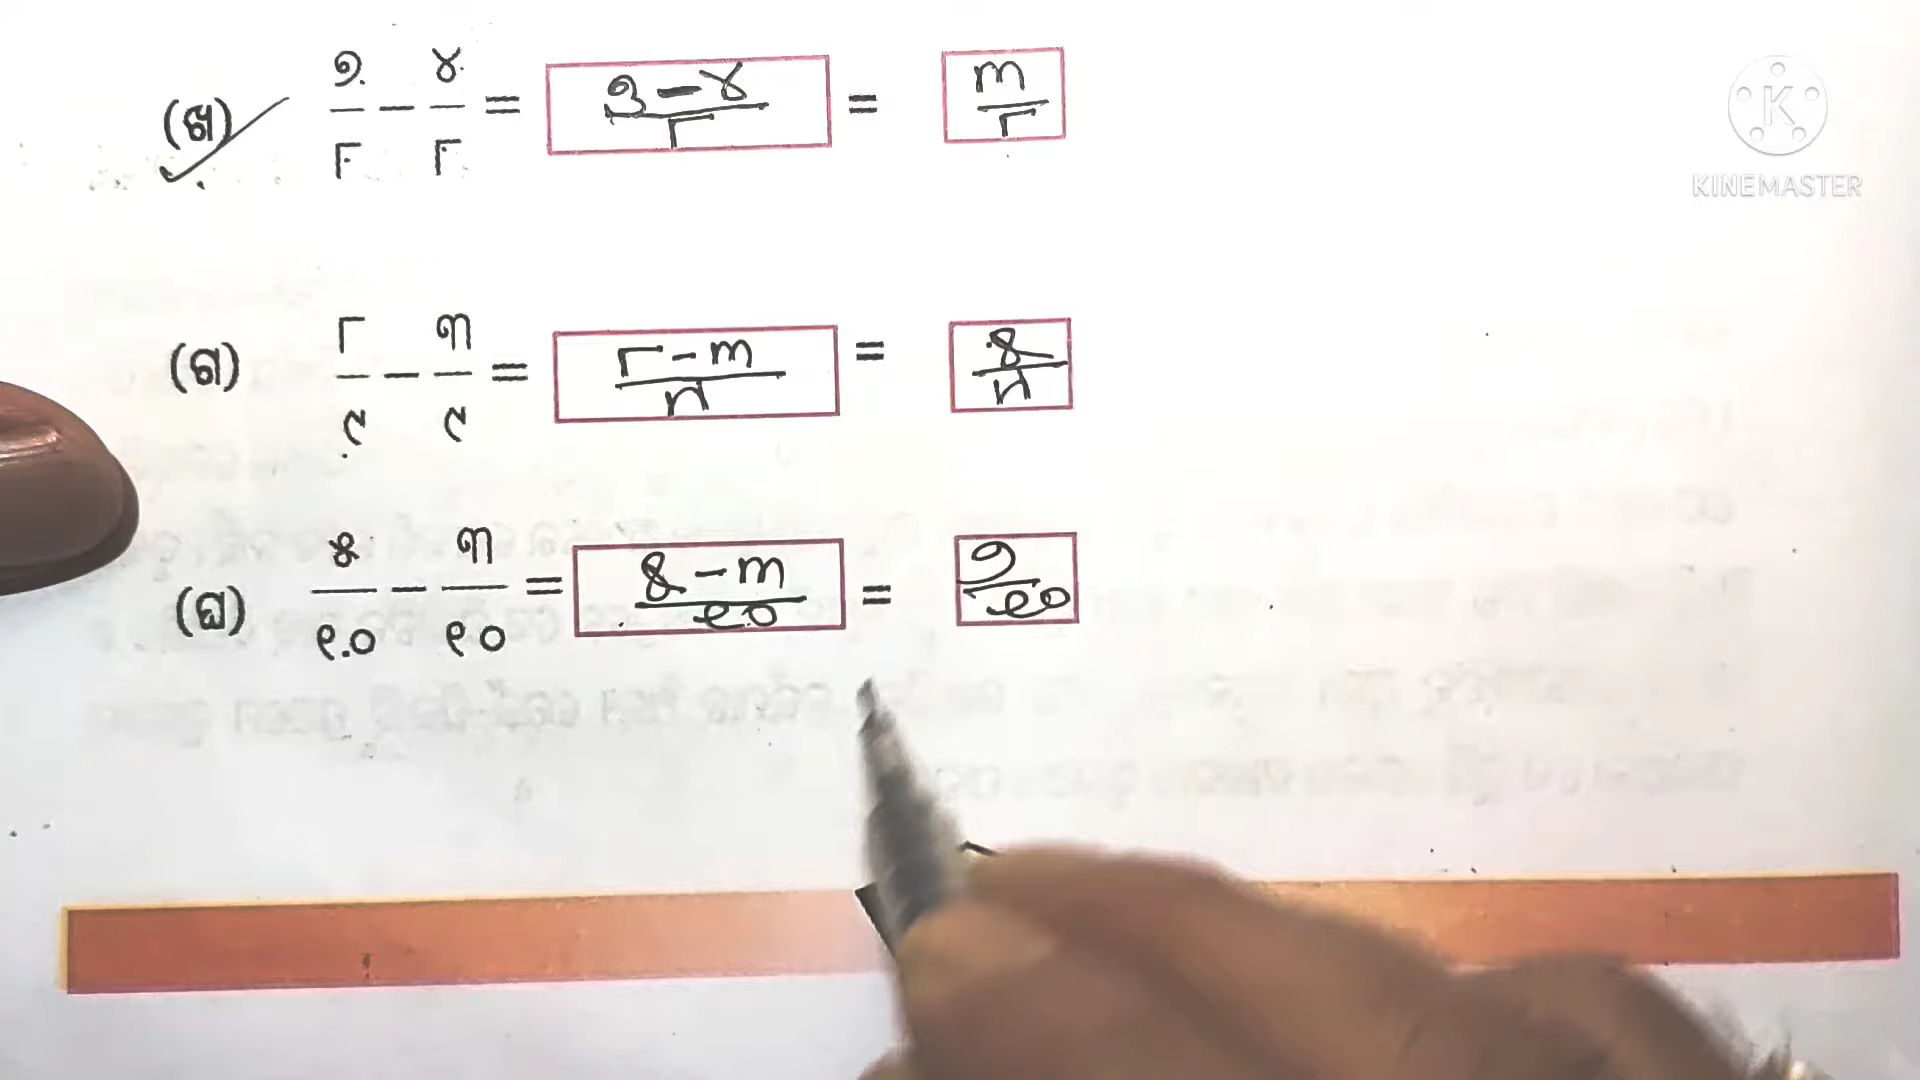 (ଖ) ୭/୮ − ୪/୮ = (୭ − ୪)/୮ = ୩/୮
KINEMASTER
(ଗ) ୮/୯ − ୩/୯ = (୮ − ୩)/୯ = ୫/୯
(ଘ) ୫/୧୦ − ୩/୧୦ = (୫ − ୩)/୧୦ = ୨/୧୦